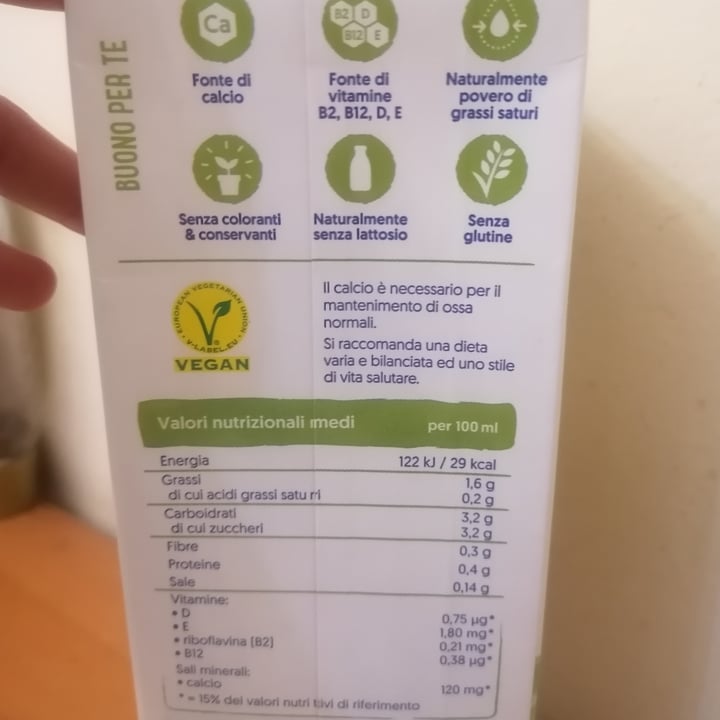 BUONO PER TE
Ca
Fonte di
calcio
B2 D
B12 E
Fonte di
vitamine
B2, B12, D, E
Naturalmente
povero di
grassi saturi
Senza coloranti
& conservanti
Naturalmente
senza lattosio
Senza
glutine
EUROPEAN VEGETARIAN UNION
V-LABEL.EU
VEGAN
Il calcio è necessario per il
mantenimento di ossa
normali.
Si raccomanda una dieta
varia e bilanciata ed uno stile
di vita salutare.
Valori nutrizionali medi per 100 ml
Energia 122 kJ / 29 kcal
Grassi 1,6 g
di cui acidi grassi saturi 0,2 g
Carboidrati 3,2 g
di cui zuccheri 3,2 g
Fibre 0,3 g
Proteine 0,4 g
Sale 0,14 g
Vitamine:
• D 0,75 µg*
• E 1,80 mg*
• riboflavina (B2) 0,21 mg*
• B12 0,38 µg*
Sali minerali:
• calcio 120 mg*
* = 15% dei valori nutritivi di riferimento